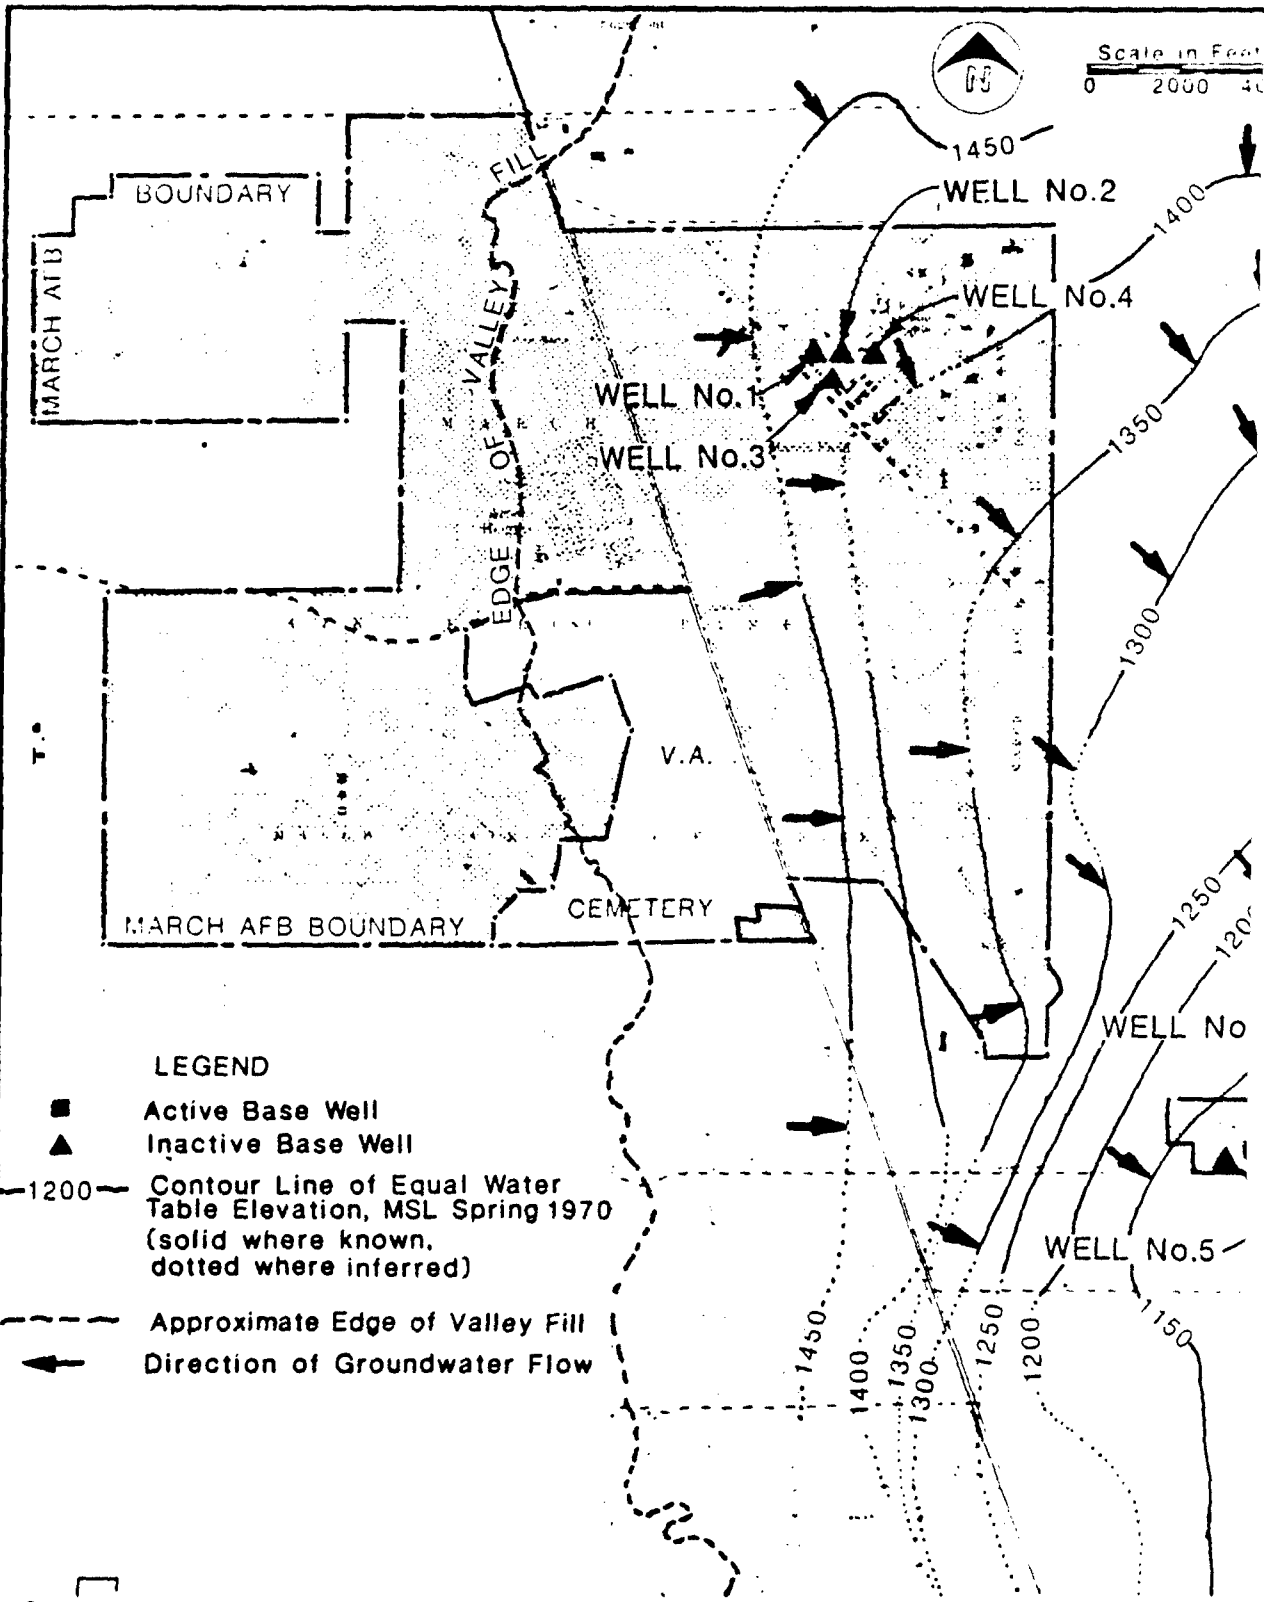 Scale in Feet
0 2000 40
N
1450
WELL No.2
1400
FILL
BOUNDARY
MARCH AFB
VALLEY
WELL No.4
WELL No.1
1350
MARCH
OF
WELL No.3
EDGE
1300
V.A.
1250
1200
CEMETERY
MARCH AFB BOUNDARY
WELL No
LEGEND
Active Base Well
Inactive Base Well
1200 Contour Line of Equal Water
Table Elevation, MSL Spring 1970
(solid where known,
dotted where inferred)
WELL No.5
Approximate Edge of Valley Fill
Direction of Groundwater Flow
1450
1400
1350
1300
1250
1200
1150